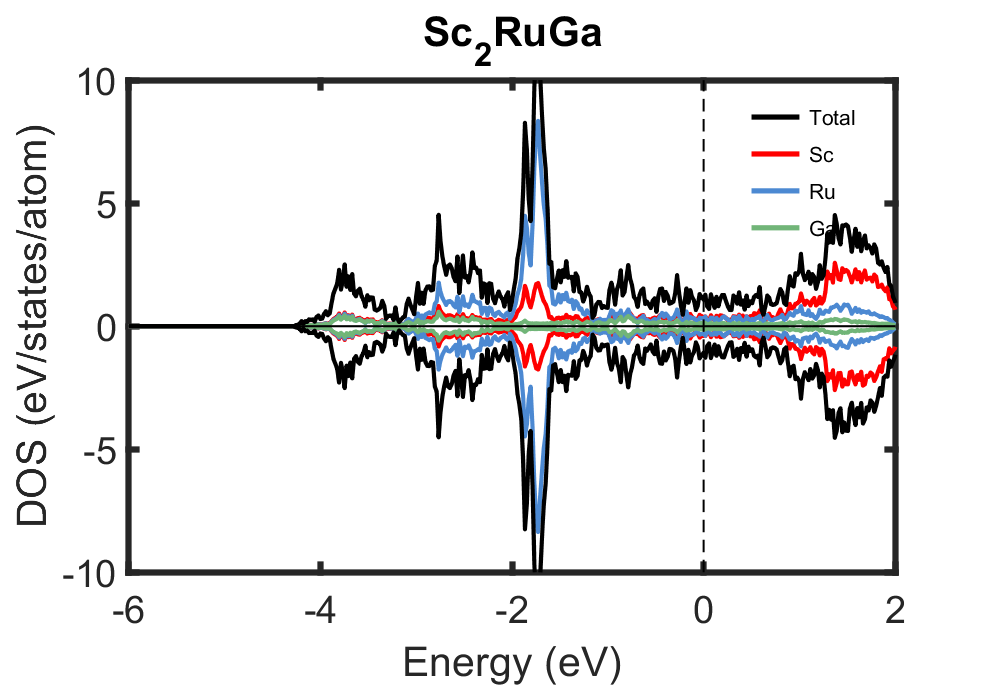 Sc2RuGa
10
5
0
-5
-10
DOS (eV/states/atom)
Total
Sc
Ru
Ga
-6 -4 -2 0 2
Energy (eV)